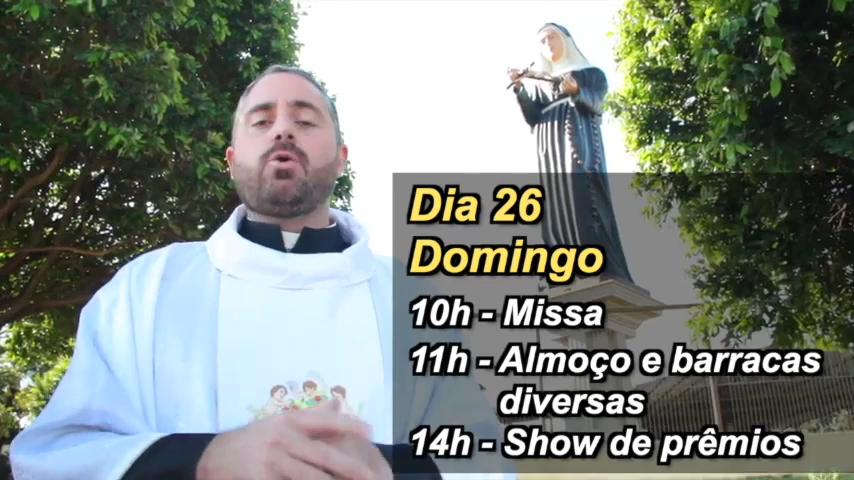 Dia 26
Domingo
10h - Missa
11h - Almoço e barracas
diversas
14h - Show de prêmios